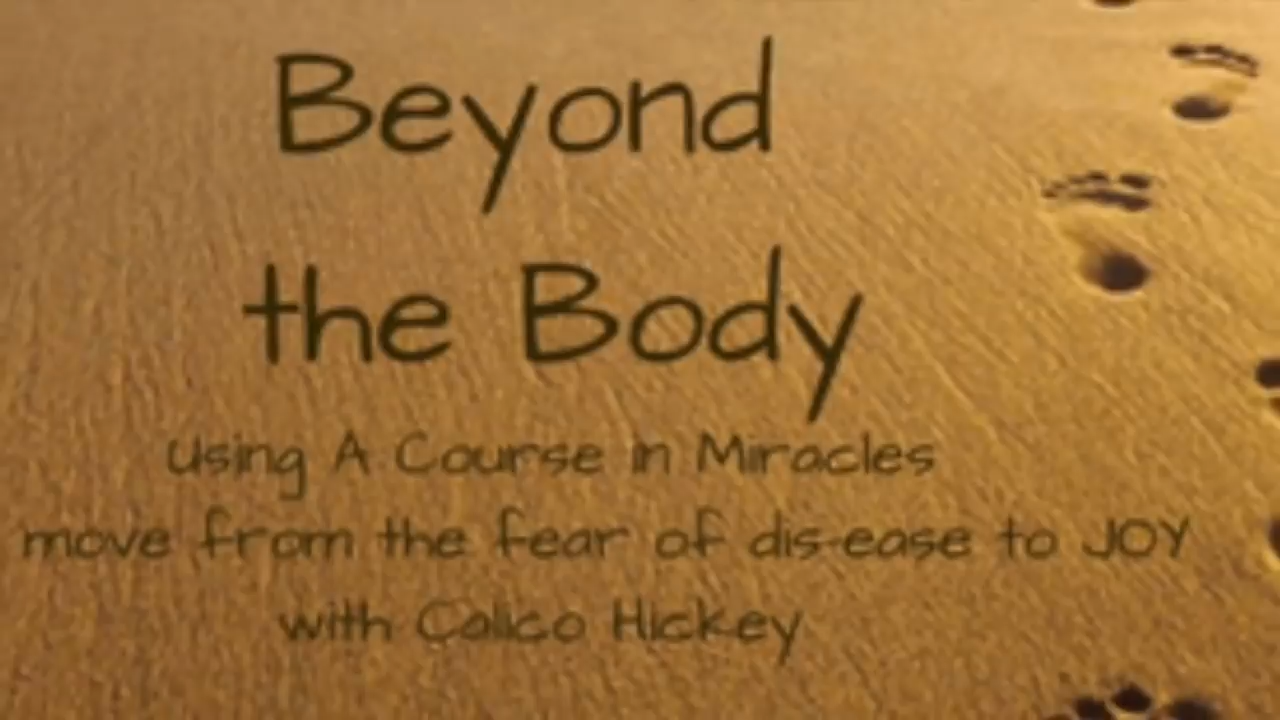 Beyond
the Body
Using A Course in Miracles
move from the fear of dis-ease to JOY
with Calico Hickey